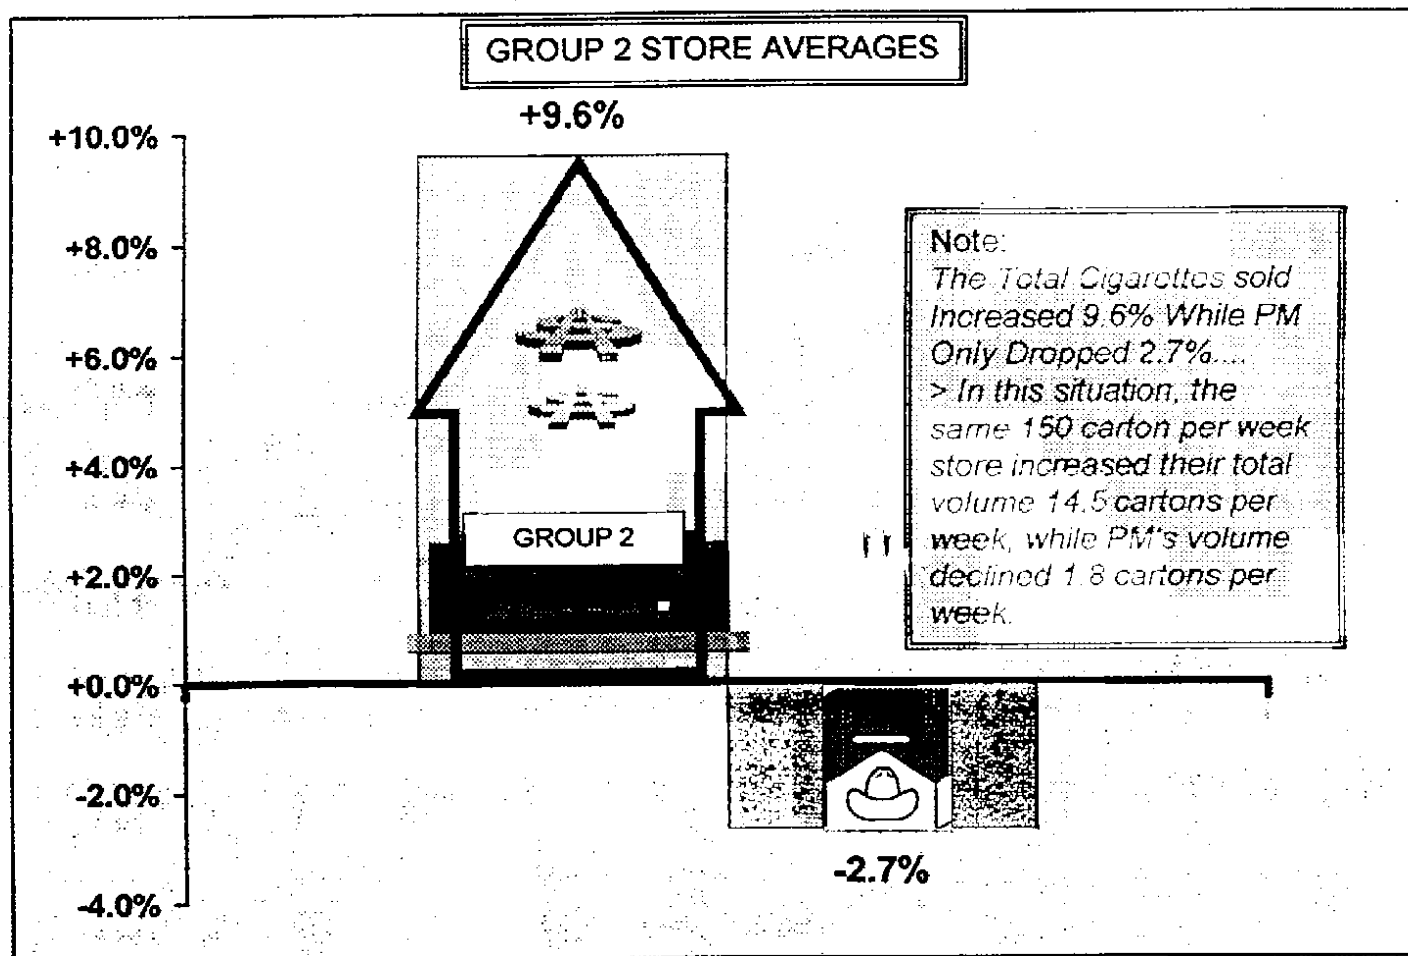 GROUP 2 STORE AVERAGES
+9.6%
+10.0%
+8.0%
+6.0%
+4.0%
+2.0%
+0.0%
-2.0%
-4.0%
Note:
The Total Cigarettes sold
Increased 9.6% While PM
Only Dropped 2.7%....
> In this situation, the
same 150 carton per week
store increased their total
volume 14.5 cartons per
week, while PM's volume
declined 1.8 cartons per
week.
GROUP 2
-2.7%